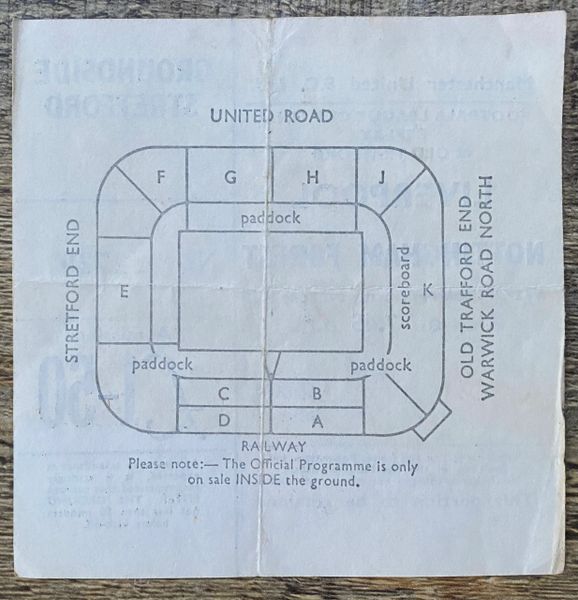 UNITED ROAD
F G H J
paddock
STRETFORD END
E
scoreboard
K
OLD TRAFFORD END
WARWICK ROAD NORTH
paddock paddock
C B
D A
RAILWAY
Please note:— The Official Programme is only
on sale INSIDE the ground.